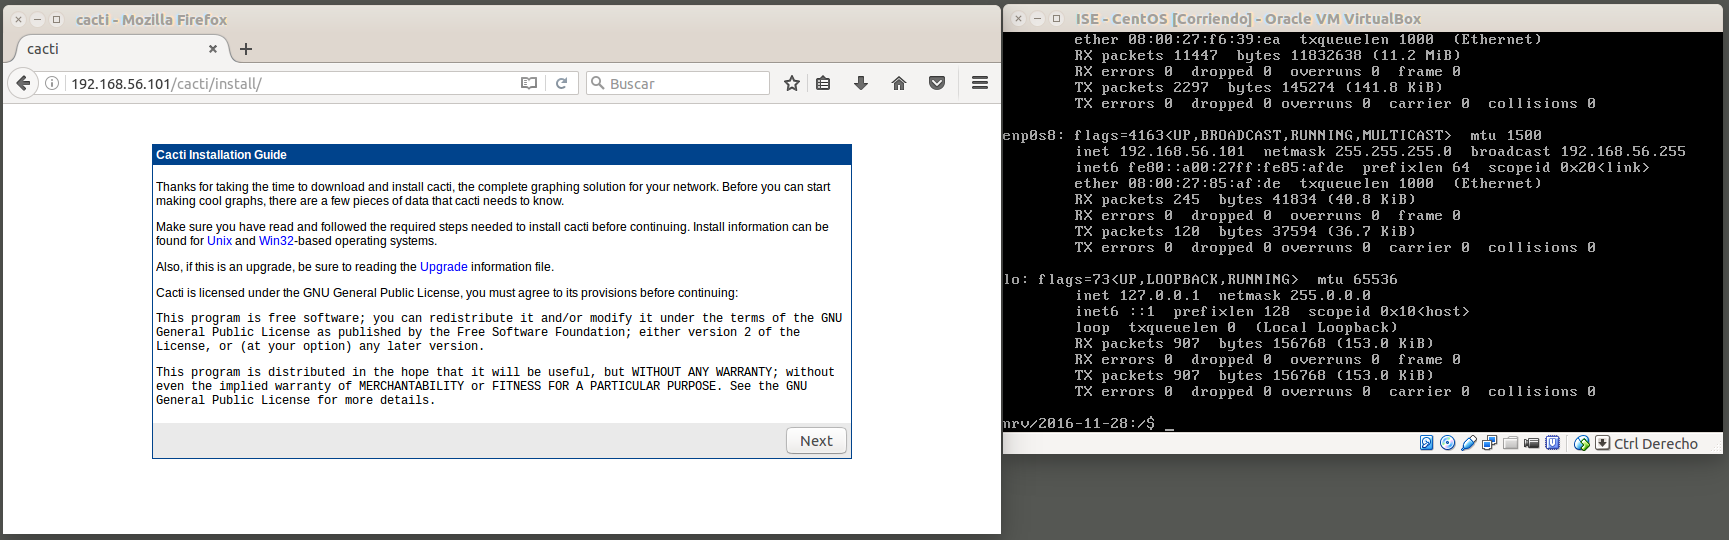 cacti - Mozilla Firefox
cacti
192.168.56.101/cacti/install/
Buscar
Cacti Installation Guide
Thanks for taking the time to download and install cacti, the complete graphing solution for your network. Before you can start
making cool graphs, there are a few pieces of data that cacti needs to know.
Make sure you have read and followed the required steps needed to install cacti before continuing. Install information can be
found for Unix and Win32-based operating systems.
Also, if this is an upgrade, be sure to reading the Upgrade information file.
Cacti is licensed under the GNU General Public License, you must agree to its provisions before continuing:
This program is free software; you can redistribute it and/or modify it under the terms of the GNU
General Public License as published by the Free Software Foundation; either version 2 of the
License, or (at your option) any later version.
This program is distributed in the hope that it will be useful, but WITHOUT ANY WARRANTY; without
even the implied warranty of MERCHANTABILITY or FITNESS FOR A PARTICULAR PURPOSE. See the GNU
General Public License for more details.
Next
ISE - CentOS [Corriendo] - Oracle VM VirtualBox
ether 08:00:27:f6:39:ea  txqueuelen 1000  (Ethernet)
RX packets 11447  bytes 11832638 (11.2 MiB)
RX errors 0  dropped 0  overruns 0  frame 0
TX packets 2297  bytes 145274 (141.8 KiB)
TX errors 0  dropped 0 overruns 0  carrier 0  collisions 0
enp0s8: flags=4163<UP,BROADCAST,RUNNING,MULTICAST>  mtu 1500
inet 192.168.56.101  netmask 255.255.255.0  broadcast 192.168.56.255
inet6 fe80::a00:27ff:fe85:afde  prefixlen 64  scopeid 0x20<link>
ether 08:00:27:85:af:de  txqueuelen 1000  (Ethernet)
RX packets 245  bytes 41834 (40.8 KiB)
RX errors 0  dropped 0  overruns 0  frame 0
TX packets 120  bytes 37594 (36.7 KiB)
TX errors 0  dropped 0 overruns 0  carrier 0  collisions 0
lo: flags=73<UP,LOOPBACK,RUNNING>  mtu 65536
inet 127.0.0.1  netmask 255.0.0.0
inet6 ::1  prefixlen 128  scopeid 0x10<host>
loop  txqueuelen 0  (Local Loopback)
RX packets 907  bytes 156768 (153.0 KiB)
RX errors 0  dropped 0  overruns 0  frame 0
TX packets 907  bytes 156768 (153.0 KiB)
TX errors 0  dropped 0 overruns 0  carrier 0  collisions 0
mrv/2016-11-28:/$ _
Ctrl Derecho